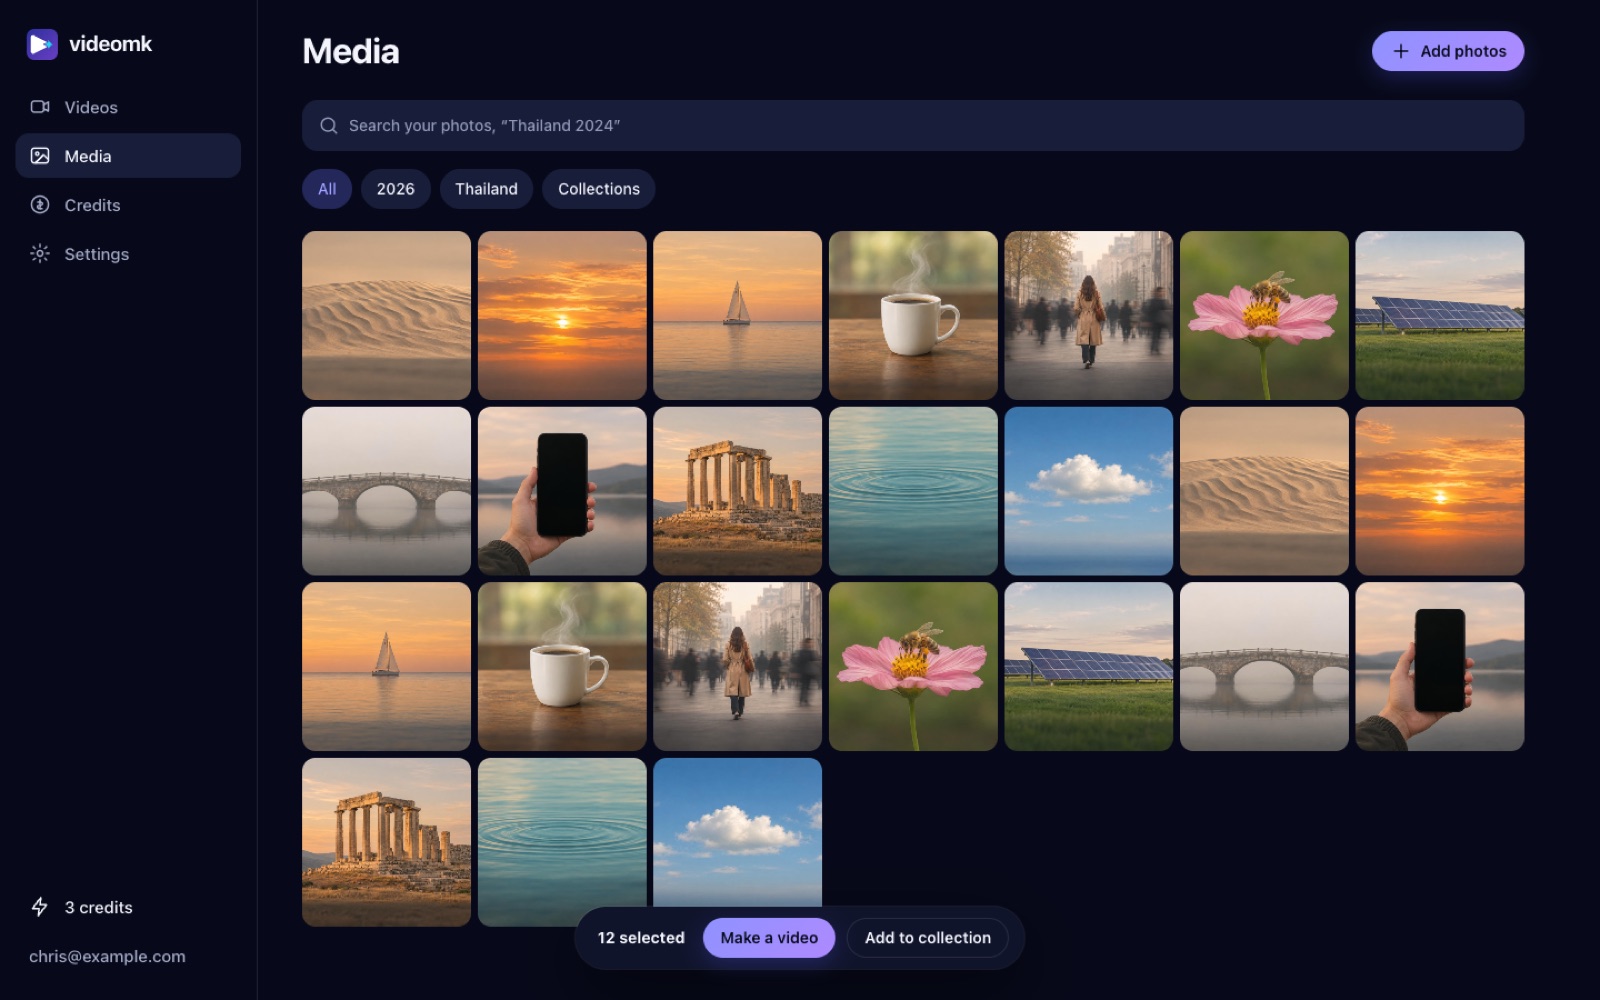 videomk
Videos
Media
Credits
Settings
3 credits
chris@example.com
Media
Add photos
Search your photos, “Thailand 2024”
All
2026
Thailand
Collections
12 selected
Make a video
Add to collection